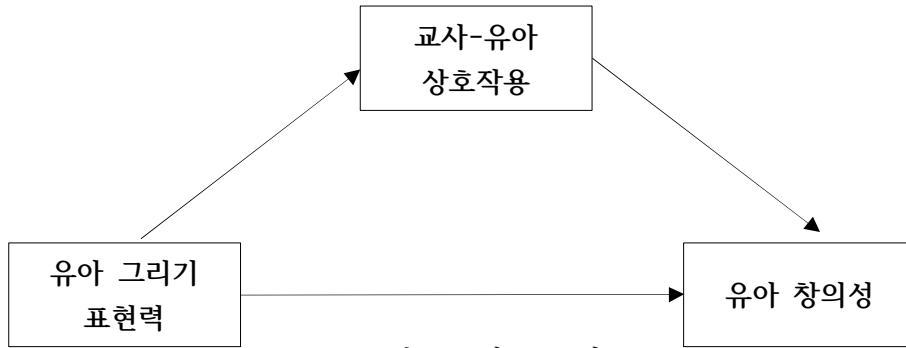 교사-유아
상호작용
유아 그리기
표현력
유아 창의성